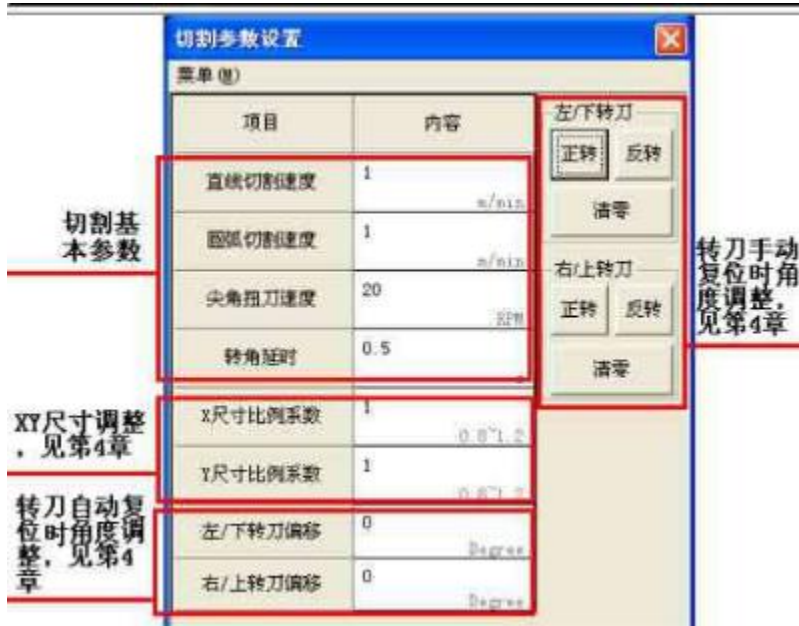 切割参数设置
菜单(M)
项目
内容
直线切割速度
1
m/min
圆弧切割速度
1
m/min
尖角扭刀速度
20
RPM
转角延时
0.5
X尺寸比例系数
1
0.8~1.2
Y尺寸比例系数
1
0.8~1.2
左/下转刀偏移
0
Degree
右/上转刀偏移
0
Degree
左/下转刀
正转
反转
清零
右/上转刀
正转
反转
清零
切割基
本参数
XY尺寸调整
，见第4章
转刀自动复
位时角度调
整，见第4
章
转刀手动
复位时角
度调整，
见第4章